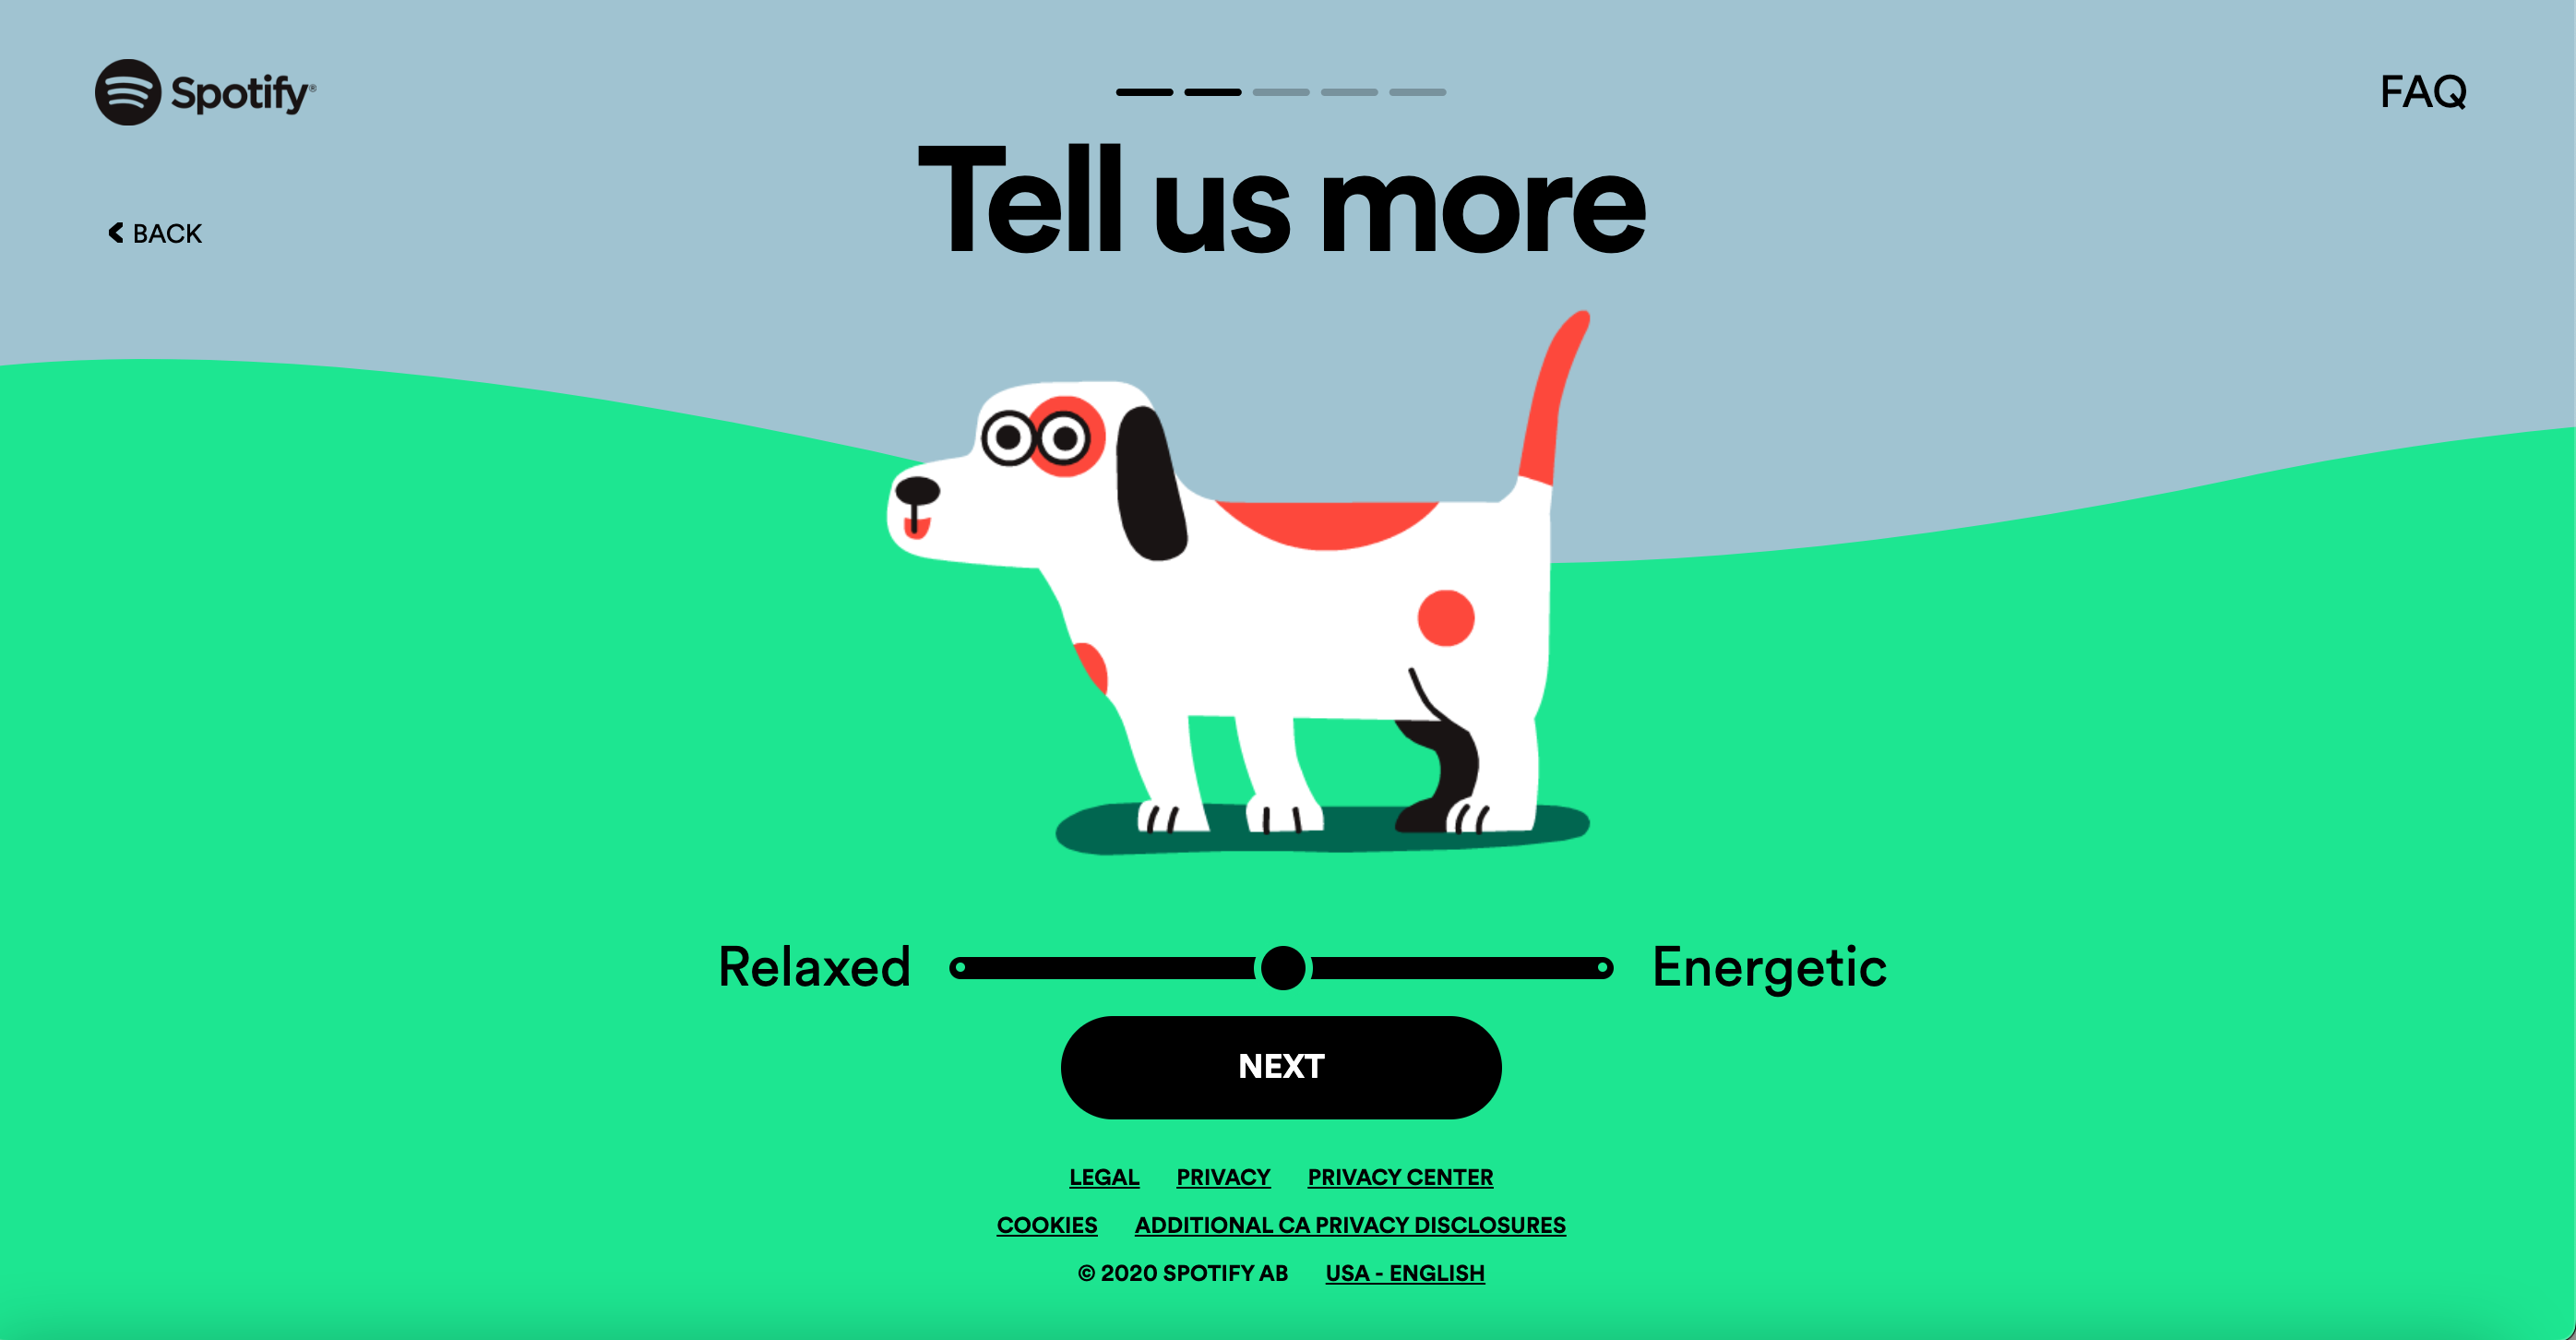 Spotify®
FAQ
Tell us more
BACK
Relaxed
Energetic
NEXT
LEGAL PRIVACY PRIVACY CENTER
COOKIES ADDITIONAL CA PRIVACY DISCLOSURES
© 2020 SPOTIFY AB USA - ENGLISH